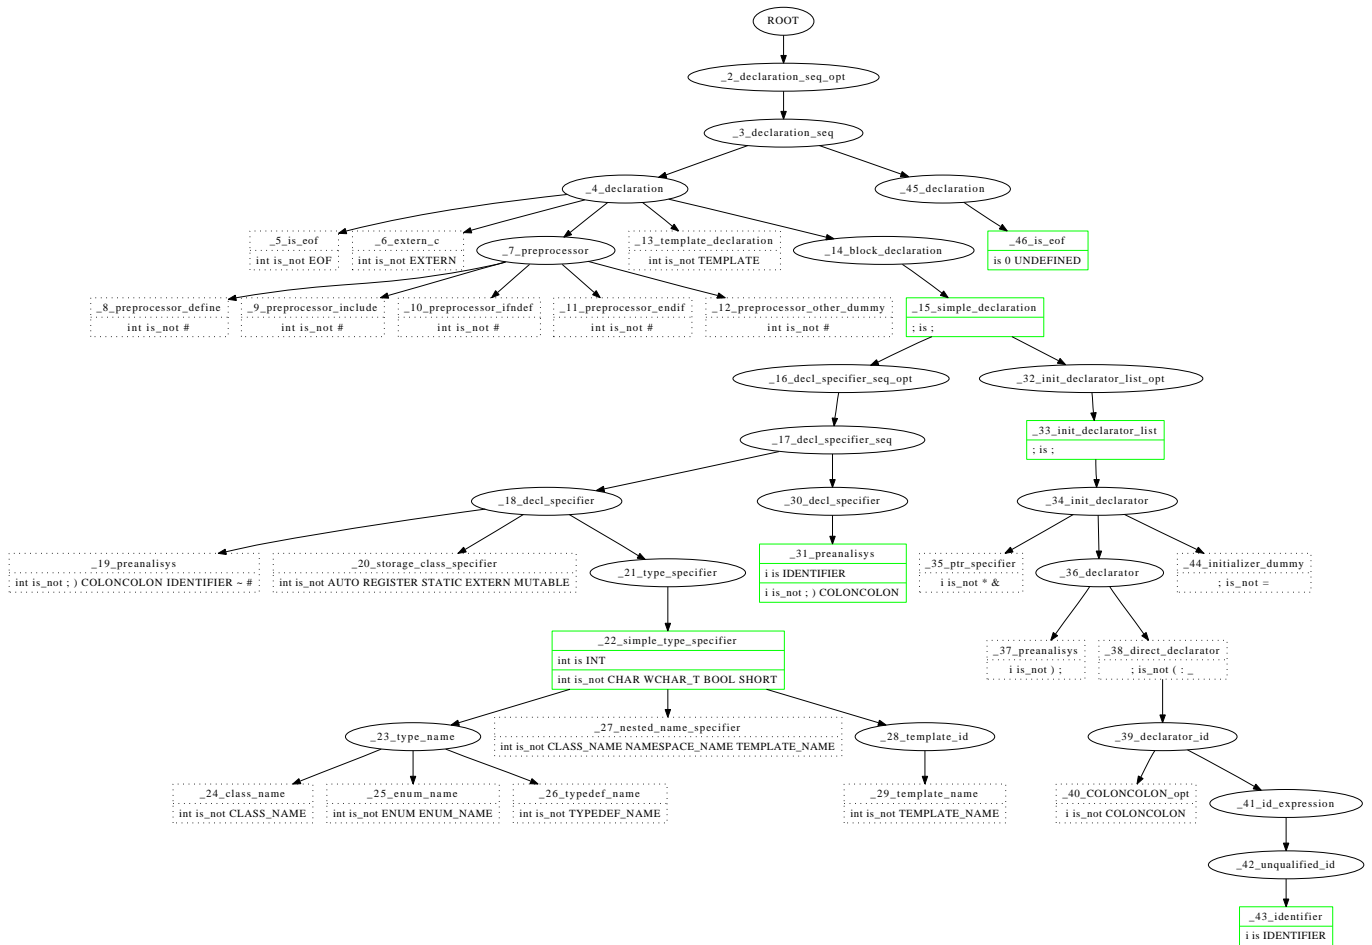 ROOT
_2_declaration_seq_opt
_3_declaration_seq
_4_declaration
_45_declaration
_5_is_eof
int is_not EOF
_6_extern_c
int is_not EXTERN
_7_preprocessor
_13_template_declaration
int is_not TEMPLATE
_14_block_declaration
_46_is_eof
is 0 UNDEFINED
_8_preprocessor_define
int is_not #
_9_preprocessor_include
int is_not #
_10_preprocessor_ifndef
int is_not #
_11_preprocessor_endif
int is_not #
_12_preprocessor_other_dummy
int is_not #
_15_simple_declaration
; is ;
_16_decl_specifier_seq_opt
_32_init_declarator_list_opt
_17_decl_specifier_seq
_33_init_declarator_list
; is ;
_18_decl_specifier
_30_decl_specifier
_34_init_declarator
_19_preanalisys
int is_not ; ) COLONCOLON IDENTIFIER ~ #
_20_storage_class_specifier
int is_not AUTO REGISTER STATIC EXTERN MUTABLE
_21_type_specifier
_31_preanalisys
i is IDENTIFIER
i is_not ; ) COLONCOLON
_35_ptr_specifier
i is_not * &
_36_declarator
_44_initializer_dummy
; is_not =
_22_simple_type_specifier
int is INT
int is_not CHAR WCHAR_T BOOL SHORT
_37_preanalisys
i is_not ) ;
_38_direct_declarator
; is_not ( : _
_23_type_name
_27_nested_name_specifier
int is_not CLASS_NAME NAMESPACE_NAME TEMPLATE_NAME
_28_template_id
_39_declarator_id
_24_class_name
int is_not CLASS_NAME
_25_enum_name
int is_not ENUM ENUM_NAME
_26_typedef_name
int is_not TYPEDEF_NAME
_29_template_name
int is_not TEMPLATE_NAME
_40_COLONCOLON_opt
i is_not COLONCOLON
_41_id_expression
_42_unqualified_id
_43_identifier
i is IDENTIFIER